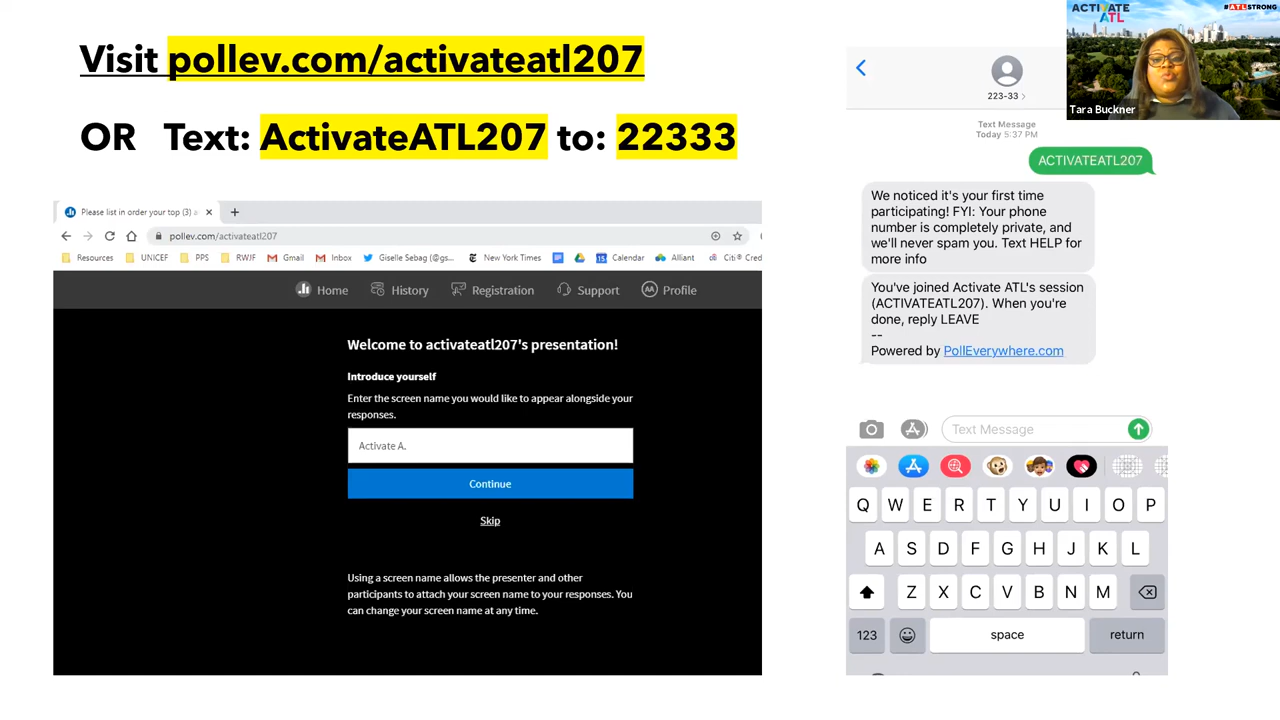 Visit pollev.com/activateatl207
OR Text: ActivateATL207 to: 22333
Please list in order your top (3)
pollev.com/activateatl207
Resources UNICEF PPS RWJF Gmail Inbox Giselle Sebag (@gs... New York Times 15 Calendar Alliant Citi® Cred
Home History Registration Support AA Profile
Welcome to activateatl207's presentation!
Introduce yourself
Enter the screen name you would like to appear alongside your
responses.
Activate A.
Continue
Skip
Using a screen name allows the presenter and other
participants to attach your screen name to your responses. You
can change your screen name at any time.
ACTIVATE
ATL
#ATLSTRONG
Tara Buckner
223-33
Text Message
Today 5:37 PM
ACTIVATEATL207
We noticed it's your first time
participating! FYI: Your phone
number is completely private, and
we'll never spam you. Text HELP for
more info
You've joined Activate ATL's session
(ACTIVATEATL207). When you're
done, reply LEAVE
--
Powered by PollEverywhere.com
Text Message
Q W E R T Y U I O P
A S D F G H J K L
Z X C V B N M
123 space return